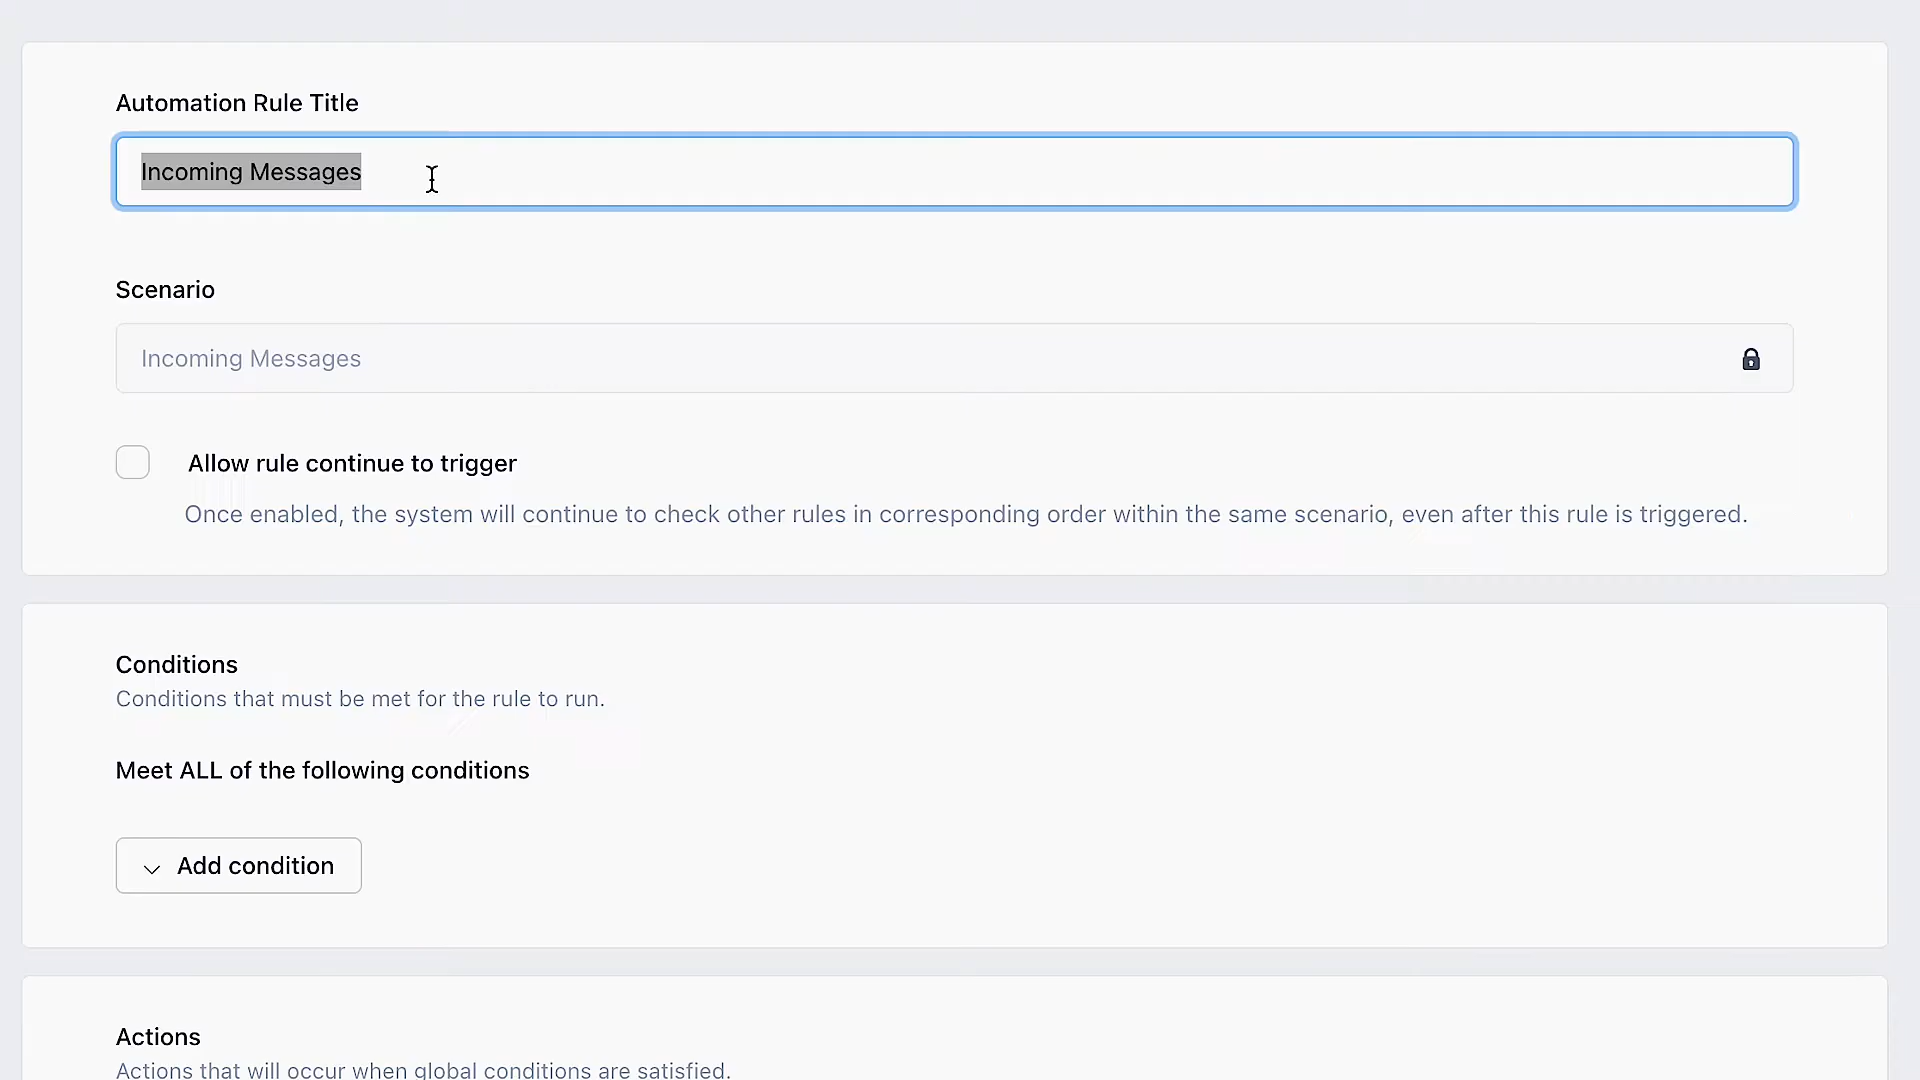 Automation Rule Title
Incoming Messages
Scenario
Incoming Messages
Allow rule continue to trigger
Once enabled, the system will continue to check other rules in corresponding order within the same scenario, even after this rule is triggered.
Conditions
Conditions that must be met for the rule to run.
Meet ALL of the following conditions
Add condition
Actions
Actions that will occur when global conditions are satisfied.